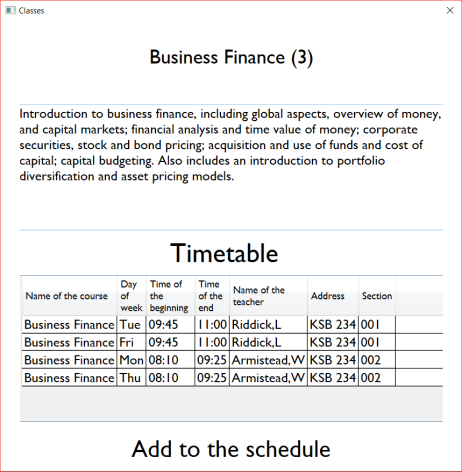 Classes
Business Finance (3)
Introduction to business finance, including global aspects, overview of money,
and capital markets; financial analysis and time value of money; corporate
securities, stock and bond pricing; acquisition and use of funds and cost of
capital; capital budgeting. Also includes an introduction to portfolio
diversification and asset pricing models.
Timetable
Name of the course Day of week Time of the beginning Time of the end Name of the teacher Address Section
Business Finance Tue 09:45 11:00 Riddick,L KSB 234 001
Business Finance Fri 09:45 11:00 Riddick,L KSB 234 001
Business Finance Mon 08:10 09:25 Armistead,W KSB 234 002
Business Finance Thu 08:10 09:25 Armistead,W KSB 234 002
Add to the schedule